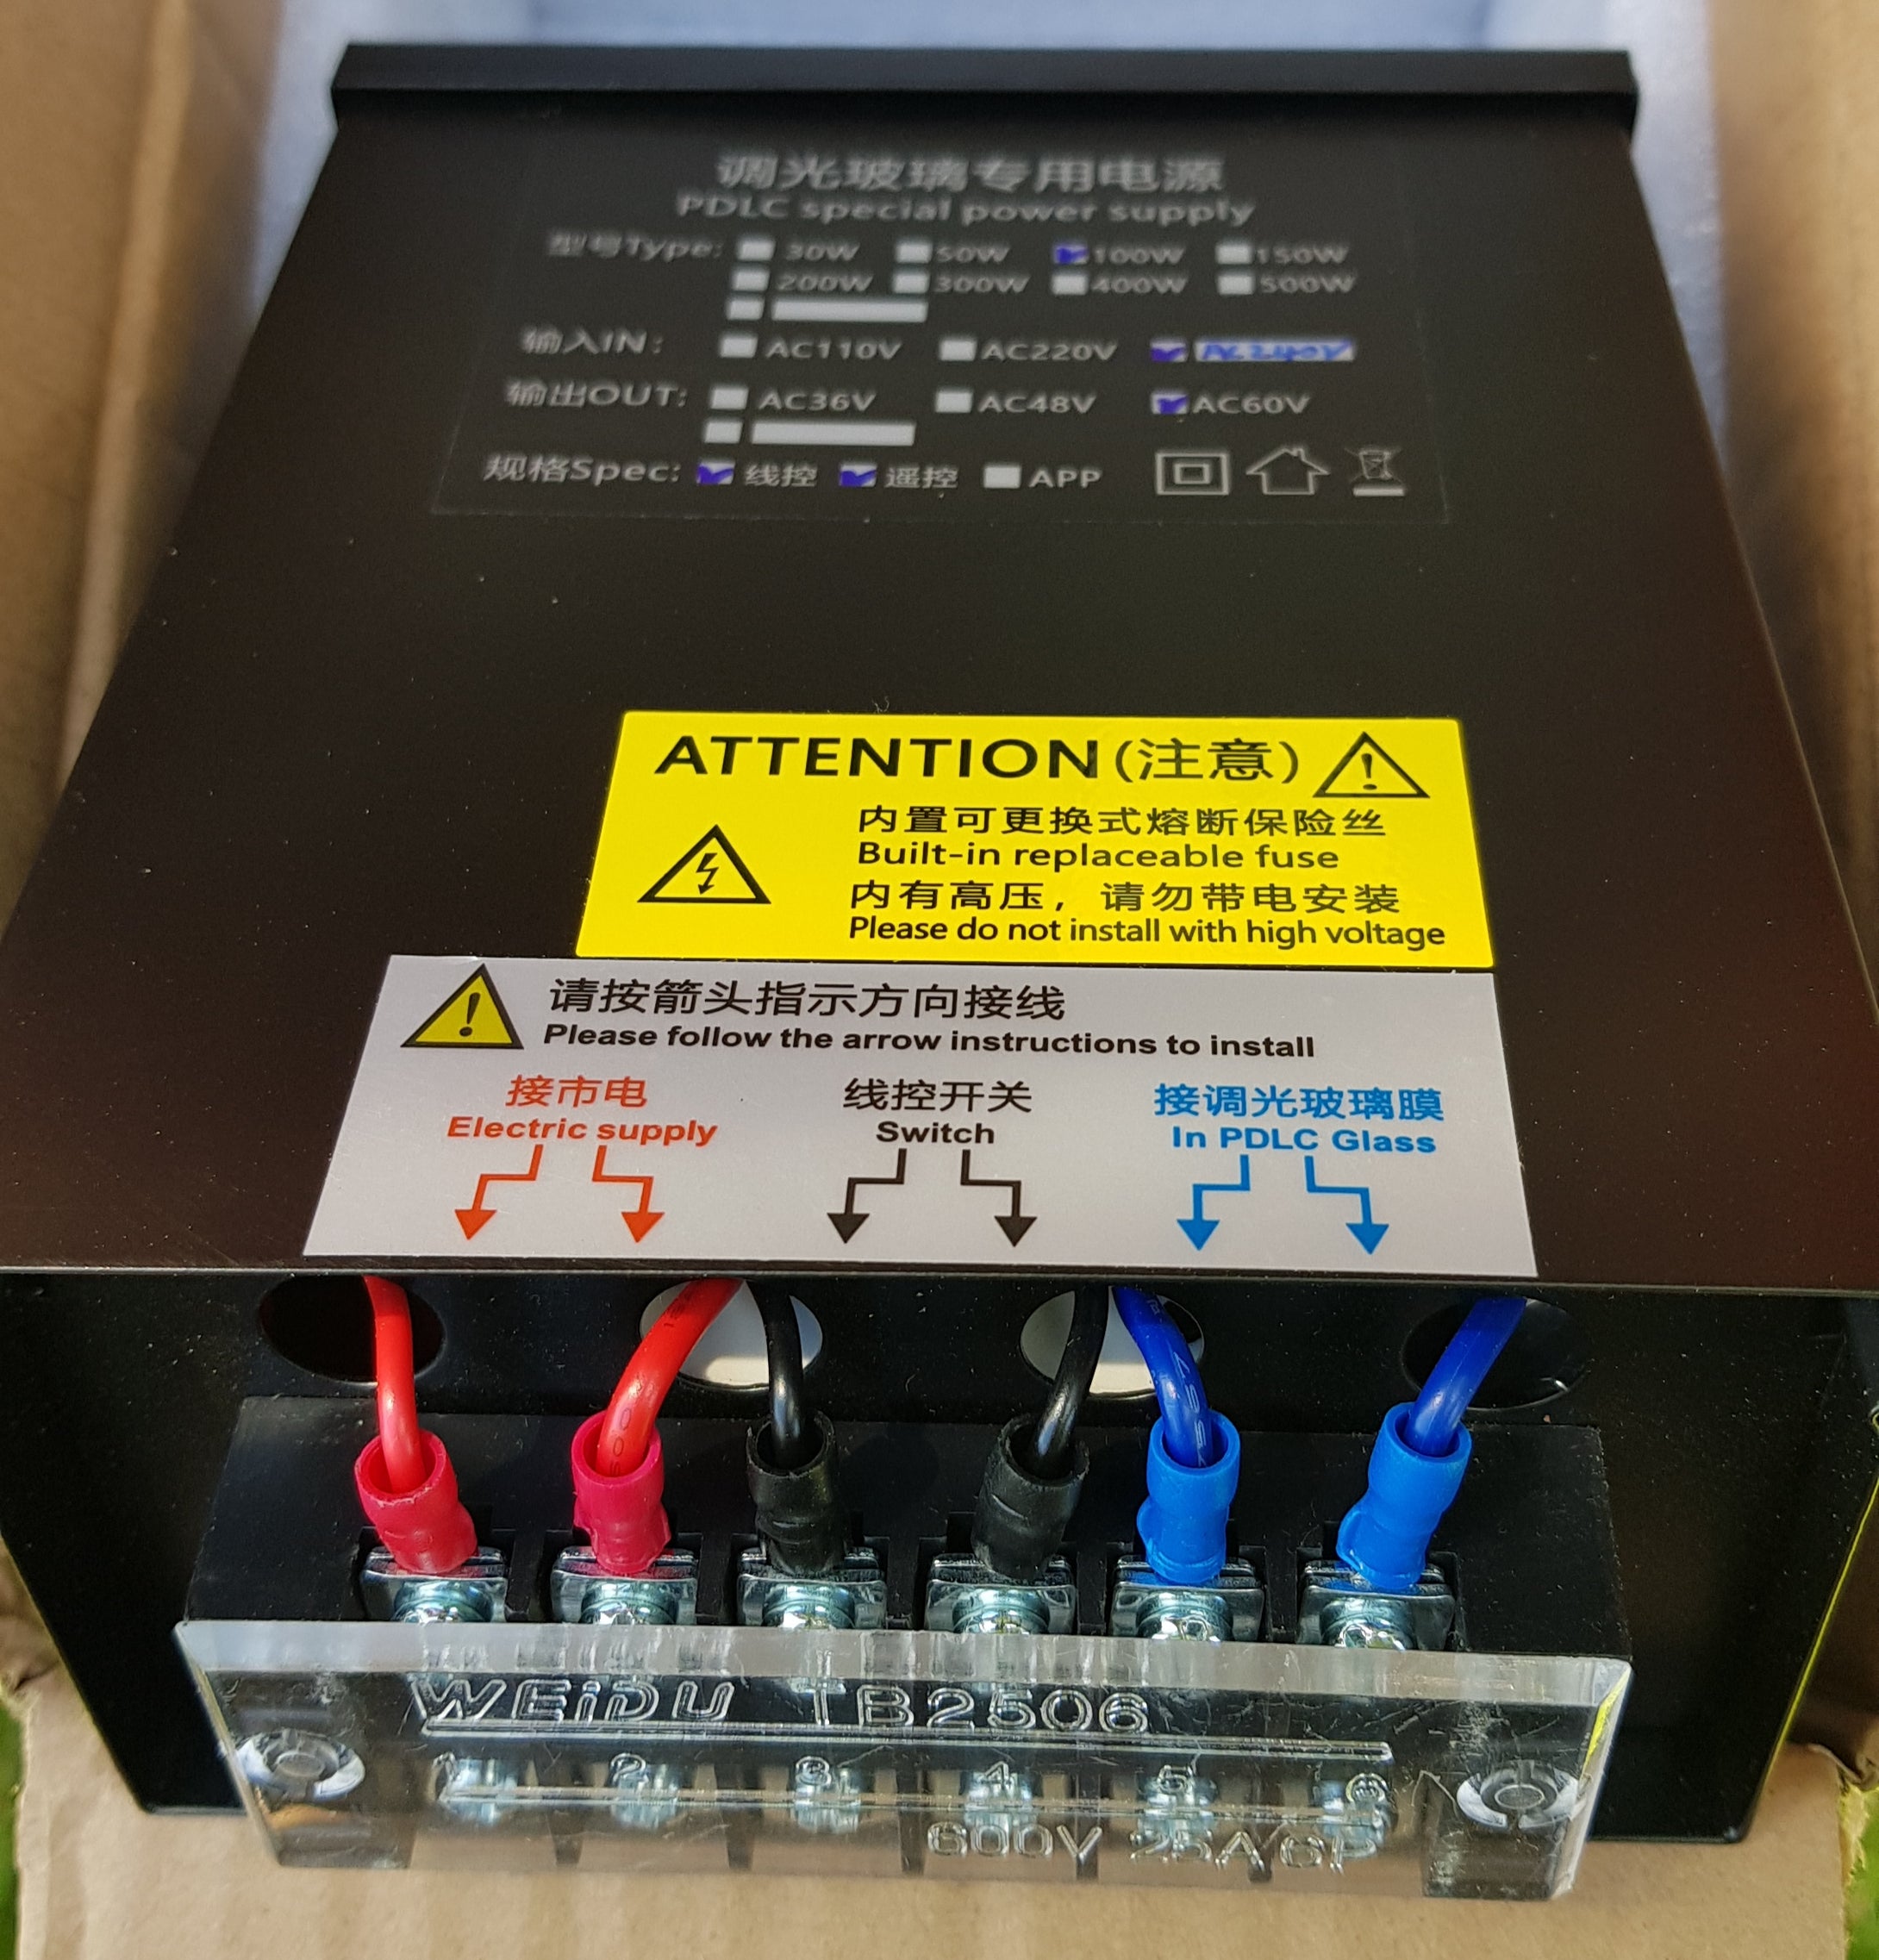 调光玻璃专用电源
PDLC special power supply
型号Type: 30W 50W 100W 150W
200W 300W 400W 500W
输入IN: AC110V AC220V AC240V
输出OUT: AC36V AC48V AC60V
规格Spec: 线控 遥控 APP
ATTENTION(注意)
内置可更换式熔断保险丝
Built-in replaceable fuse
内有高压，请勿带电安装
Please do not install with high voltage
请按箭头指示方向接线
Please follow the arrow instructions to install
接市电 线控开关 接调光玻璃膜
Electric supply Switch In PDLC Glass
WEiDU TB2506
1 2 3 4 5 6
600V 25A/6P